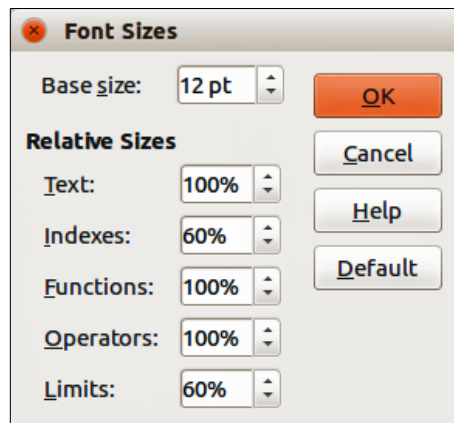 Font Sizes
Base size: 12 pt
OK
Relative Sizes
Cancel
Text: 100%
Help
Indexes: 60%
Default
Functions: 100%
Operators: 100%
Limits: 60%